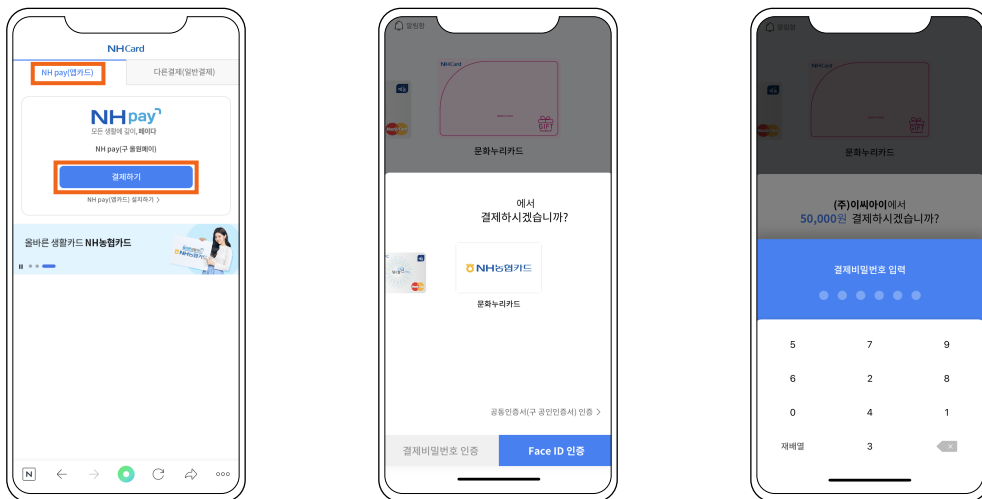 NHCard
NH pay(앱카드)
다른결제(일반결제)
NHpay
모든 생활에 깊이, 페이다
NH pay(구 올원페이)
결제하기
NH pay(앱카드) 설치하기 >
올바른 생활카드 NH농협카드
N
알림함
NHCard
GIFT
문화누리카드
에서
결제하시겠습니까?
NH농협카드
문화누리카드
공동인증서(구 공인인증서) 인증 >
결제비밀번호 인증
Face ID 인증
알림함
NHCard
GIFT
문화누리카드
(주)이씨아이에서
50,000원 결제하시겠습니까?
결제비밀번호 입력
5 7 9
6 2 8
0 4 1
재배열 3